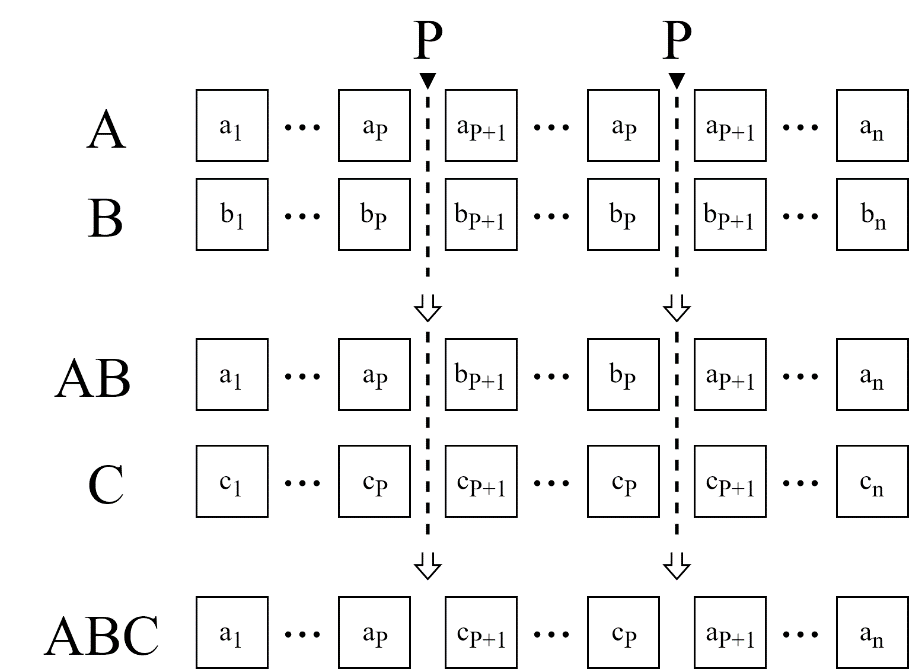 P P
A a₁ ··· aP aP+1 ··· aP aP+1 ··· aₙ
B b₁ ··· bP bP+1 ··· bP bP+1 ··· bₙ
AB a₁ ··· aP bP+1 ··· bP aP+1 ··· aₙ
C c₁ ··· cP cP+1 ··· cP cP+1 ··· cₙ
ABC a₁ ··· aP cP+1 ··· cP aP+1 ··· aₙ